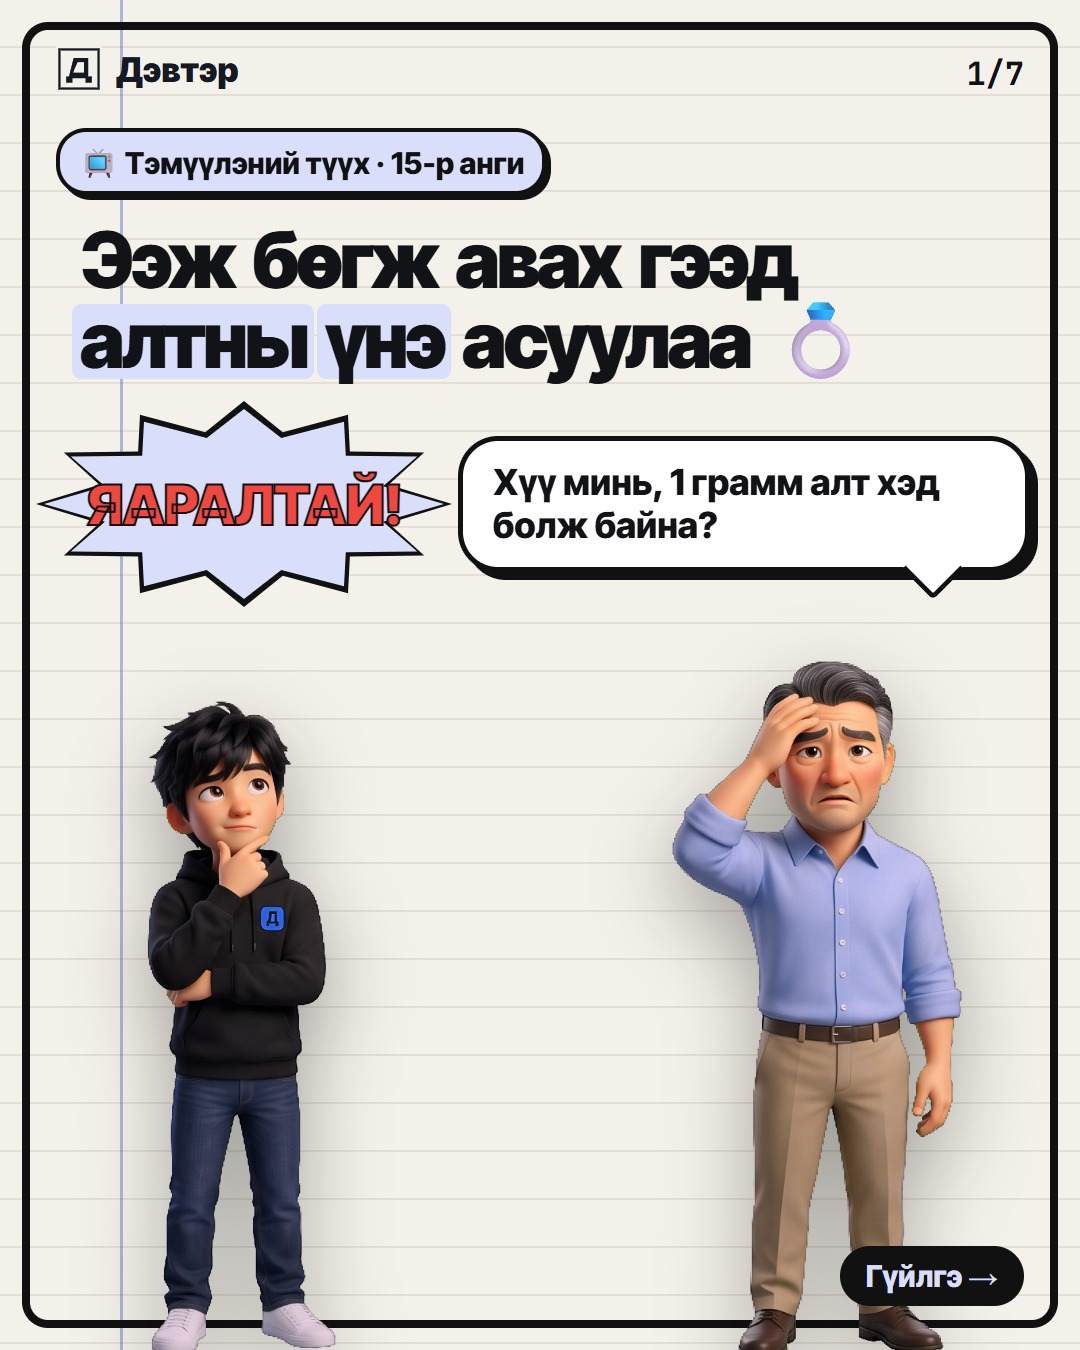 Д Дэвтэр
1/7
Тэмүүлэний түүх · 15-р анги
Ээж бөгж авах гээд
алтны үнэ асуулаа
ЯАРАЛТАЙ!
Хүү минь, 1 грамм алт хэд
болж байна?
Д
Гүйлгэ →